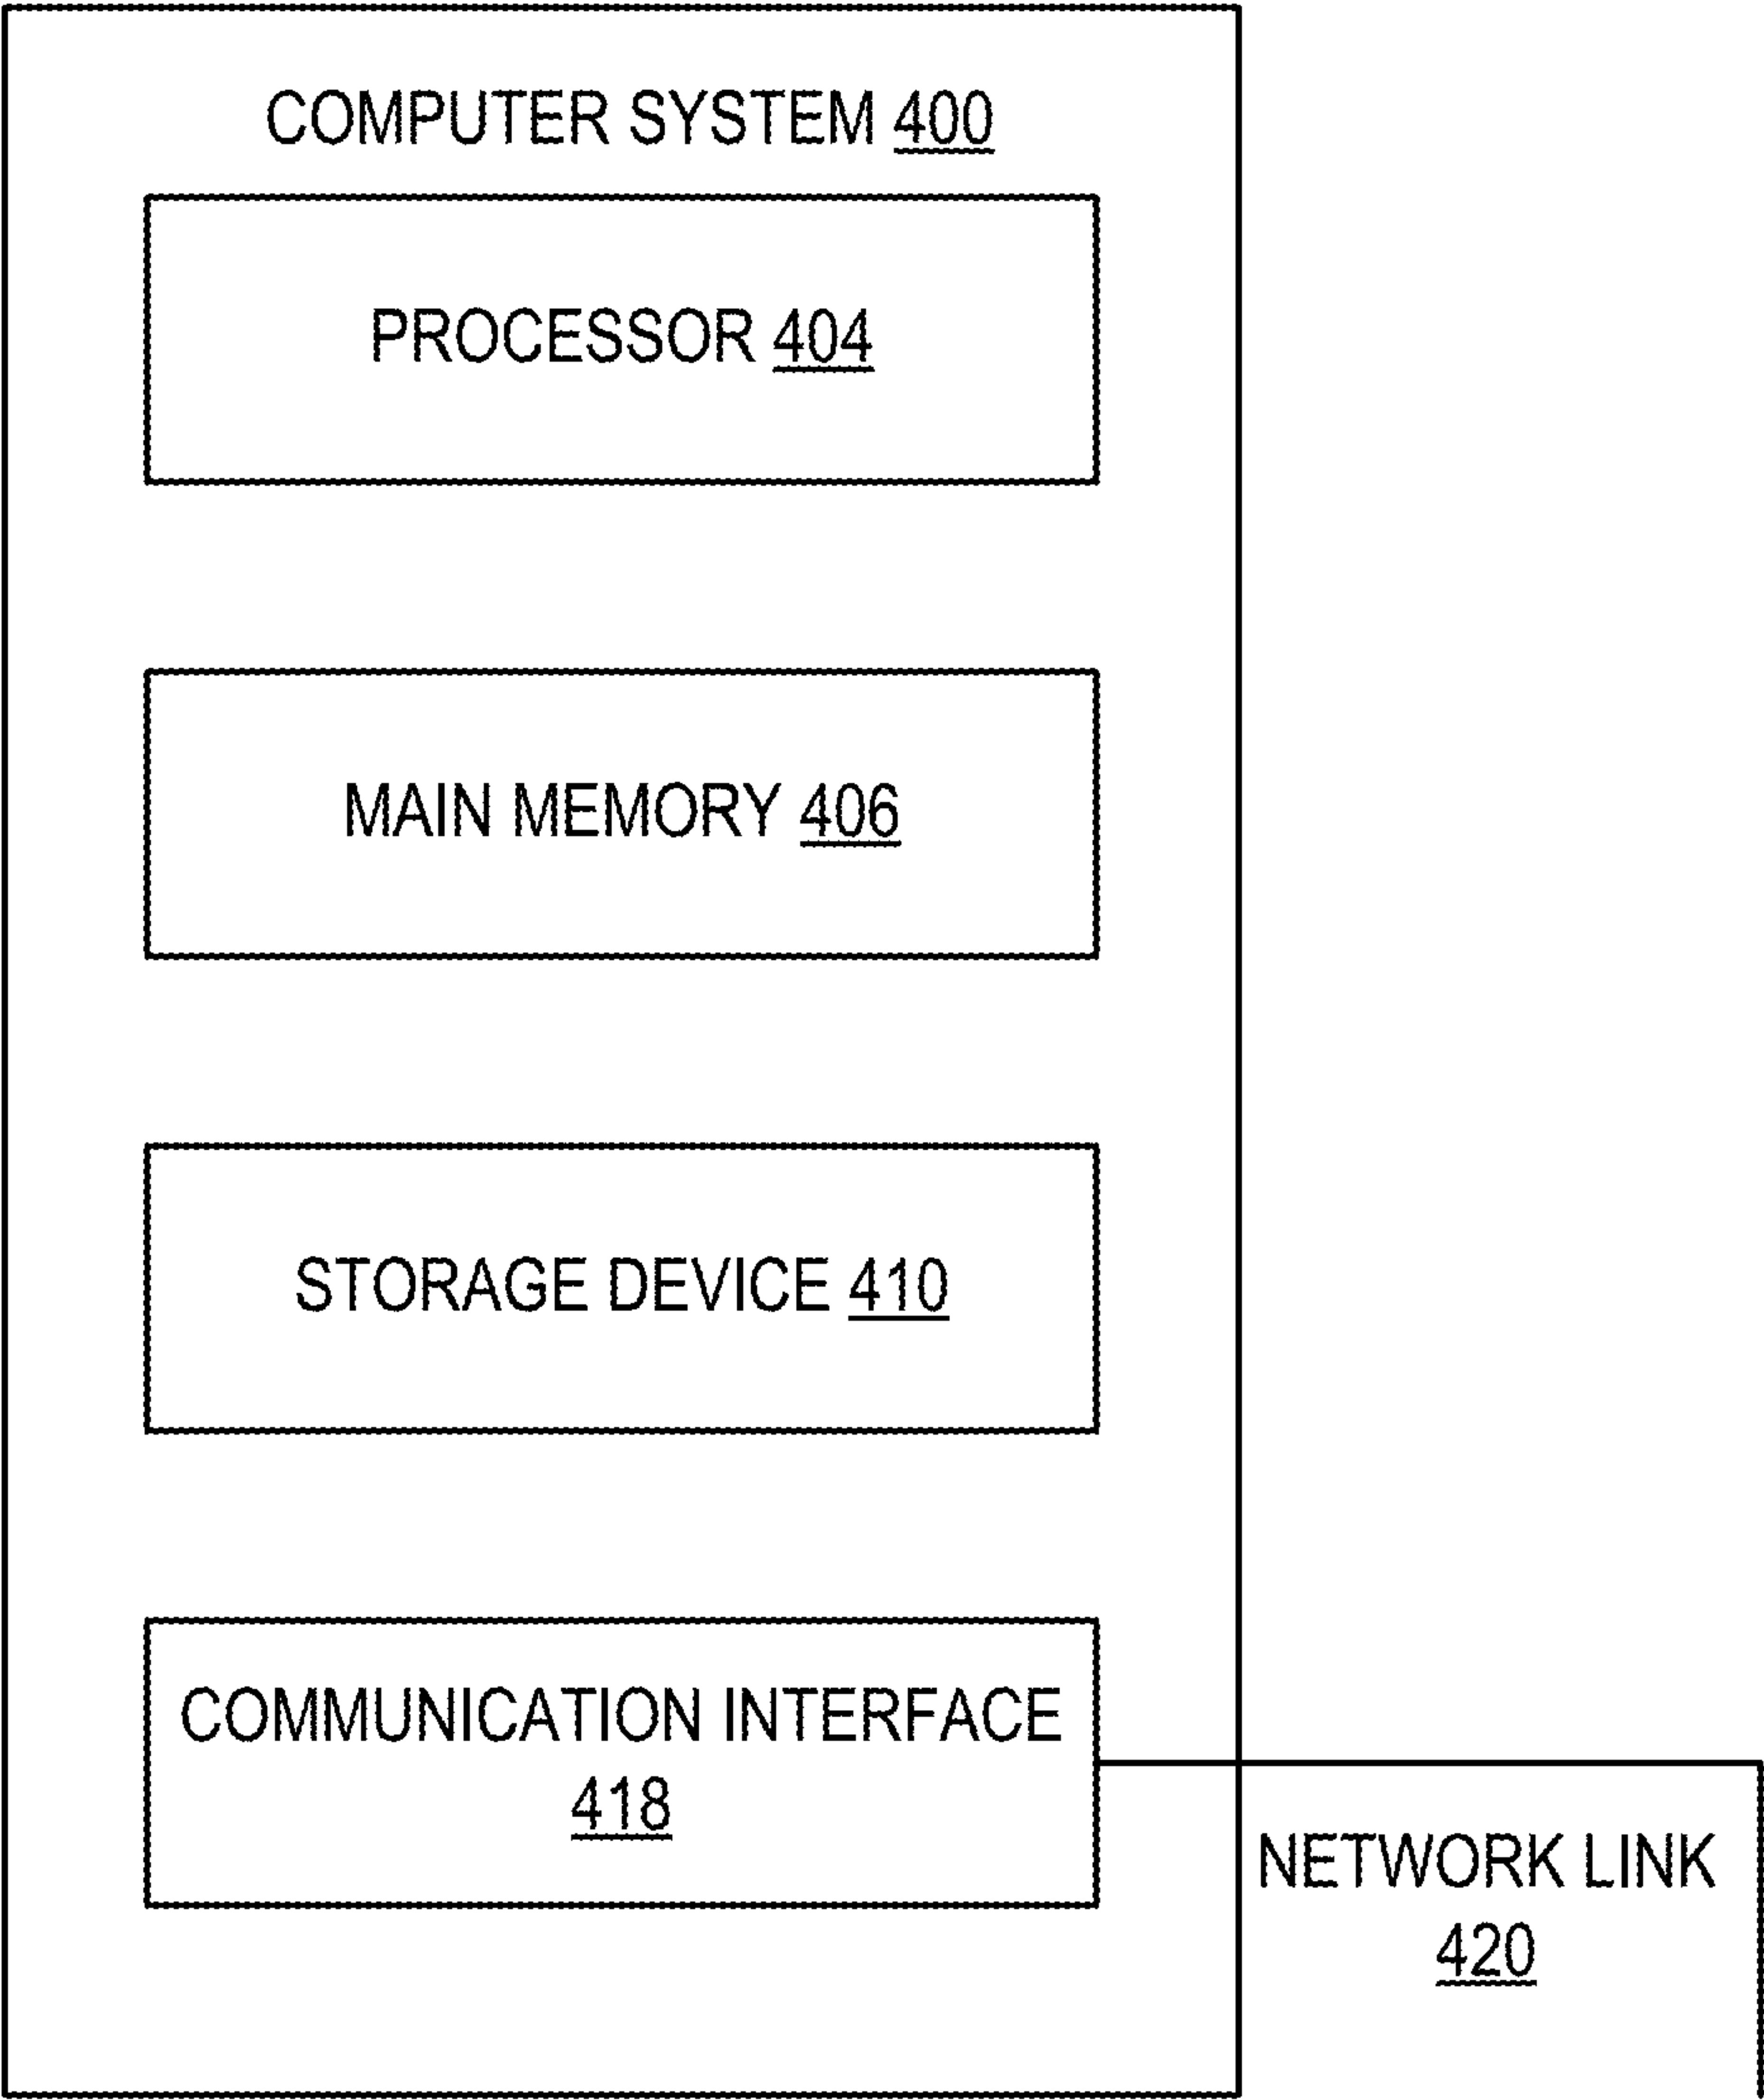 COMPUTER SYSTEM 400
PROCESSOR 404
MAIN MEMORY 406
STORAGE DEVICE 410
COMMUNICATION INTERFACE
418
NETWORK LINK
420